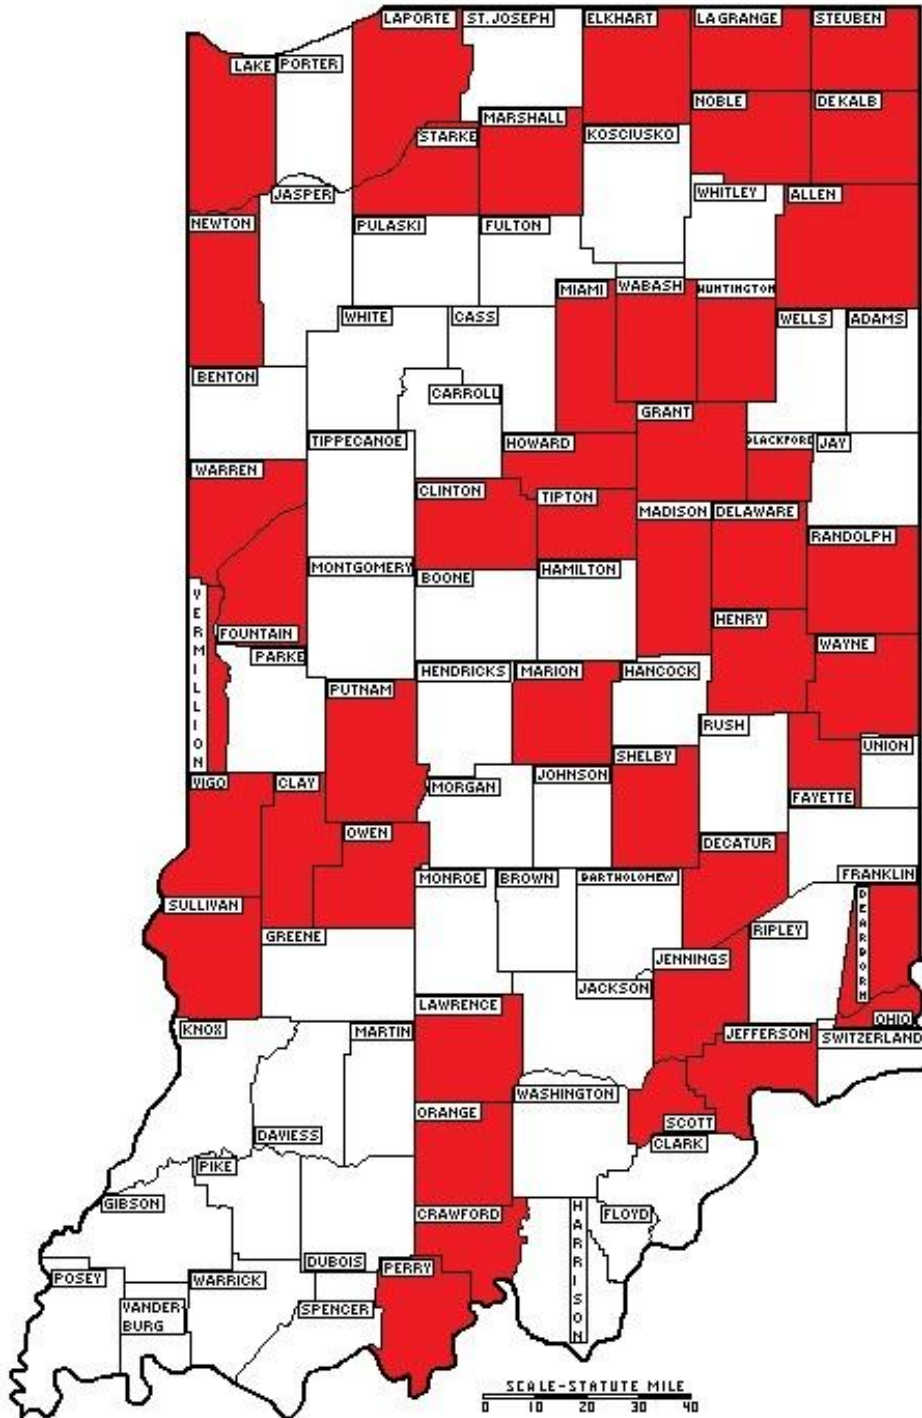 LAPORTE
ST. JOSEPH
ELKHART
LAGRANGE
STEUBEN
LAKE
PORTER
NOBLE
DEKALB
MARSHALL
STARKE
KOSCIUSKO
JASPER
WHITLEY
ALLEN
NEWTON
PULASKI
FULTON
MIAMI
WABASH
HUNTINGTON
WHITE
CASS
WELLS
ADAMS
BENTON
CARROLL
GRANT
TIPPECANOE
HOWARD
BLACKFORD
JAY
WARREN
CLINTON
TIPTON
MADISON
DELAWARE
RANDOLPH
MONTGOMERY
BOONE
HAMILTON
VERMILLION
FOUNTAIN
HENRY
WAYNE
PARKE
HENDRICKS
MARION
HANCOCK
PUTNAM
RUSH
UNION
SHELBY
VIGO
CLAY
MORGAN
JOHNSON
FAYETTE
OWEN
DECATUR
MONROE
BROWN
BARTHOLOMEW
FRANKLIN
SULLIVAN
DEARBORN
GREENE
RIPLEY
JENNINGS
JACKSON
LAWRENCE
OHIO
KNOX
MARTIN
JEFFERSON
SWITZERLAND
WASHINGTON
ORANGE
SCOTT
DAVIESS
CLARK
PIKE
GIBSON
CRAWFORD
HARRISON
FLOYD
DUBOIS
PERRY
POSEY
WARRICK
VANDER-
BURG
SPENCER
SCALE-STATUTE MILE
0 10 20 30 40